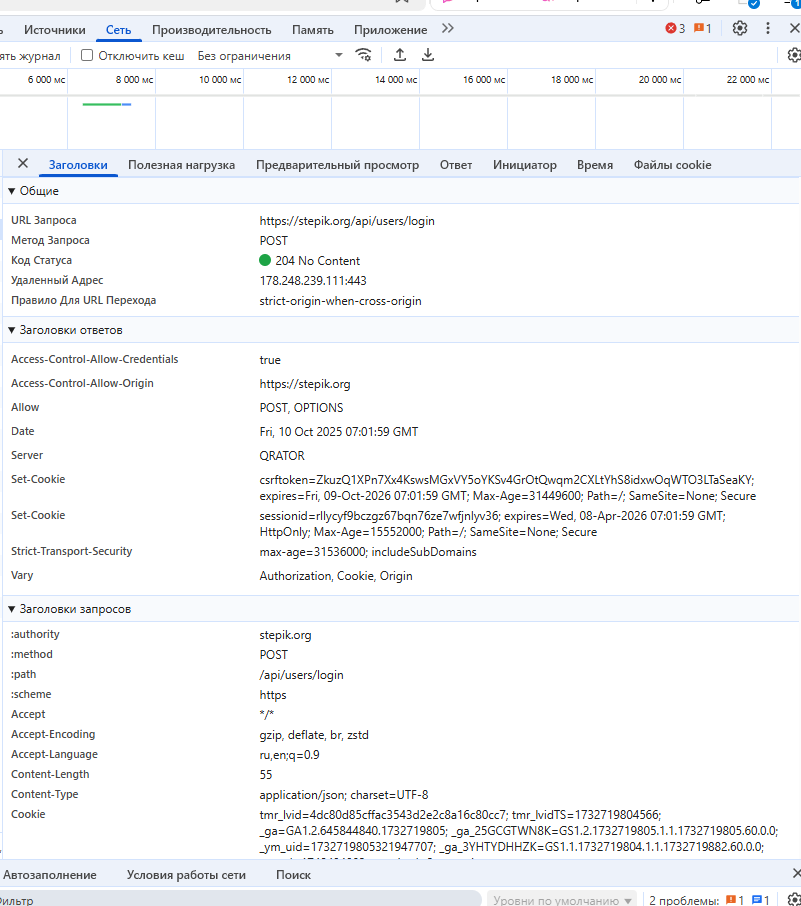 Источники Сеть Производительность Память Приложение 3 1
журнал Отключить кеш Без ограничения
6 000 мс 8 000 мс 10 000 мс 12 000 мс 14 000 мс 16 000 мс 18 000 мс 20 000 мс 22 000 мс
Заголовки Полезная нагрузка Предварительный просмотр Ответ Инициатор Время Файлы cookie
Общие
URL Запроса https://stepik.org/api/users/login
Метод Запроса POST
Код Статуса 204 No Content
Удаленный Адрес 178.248.239.111:443
Правило Для URL Перехода strict-origin-when-cross-origin
Заголовки ответов
Access-Control-Allow-Credentials true
Access-Control-Allow-Origin https://stepik.org
Allow POST, OPTIONS
Date Fri, 10 Oct 2025 07:01:59 GMT
Server QRATOR
Set-Cookie csrftoken=ZkuzQ1XPn7Xx4KswsMGxVY5oYKSv4GrOtQwqm2CXLtYhS8idxwOqWTO3LTaSeaKY;
expires=Fri, 09-Oct-2026 07:01:59 GMT; Max-Age=31449600; Path=/; SameSite=None; Secure
Set-Cookie sessionid=rllycyf9bczgz67bqn76ze7wfjnlyv36; expires=Wed, 08-Apr-2026 07:01:59 GMT;
HttpOnly; Max-Age=15552000; Path=/; SameSite=None; Secure
Strict-Transport-Security max-age=31536000; includeSubDomains
Vary Authorization, Cookie, Origin
Заголовки запросов
:authority stepik.org
:method POST
:path /api/users/login
:scheme https
Accept */*
Accept-Encoding gzip, deflate, br, zstd
Accept-Language ru,en;q=0.9
Content-Length 55
Content-Type application/json; charset=UTF-8
Cookie tmr_lvid=4dc80d85cffac3543d2e2c8a16c80cc7; tmr_lvidTS=1732719804566;
_ga=GA1.2.645844840.1732719805; _ga_25GCGTWN8K=GS1.2.1732719805.1.1.1732719805.60.0.0;
_ym_uid=1732719805321947707; _ga_3YHTYDHHZK=GS1.1.1732719804.1.1.1732719882.60.0.0;
Автозаполнение Условия работы сети Поиск
Уровни по умолчанию 2 проблемы: 1 1